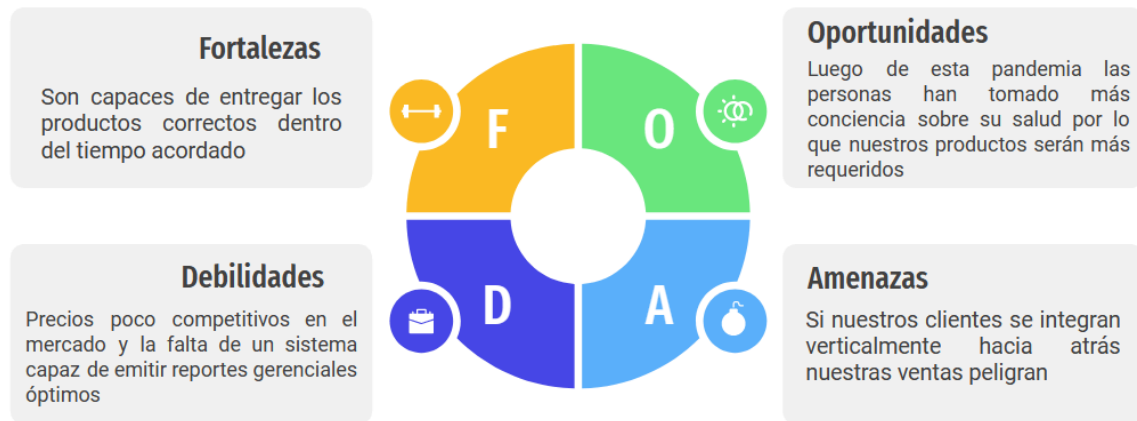 Fortalezas
Son capaces de entregar los
productos correctos dentro
del tiempo acordado
F
O
Oportunidades
Luego de esta pandemia las
personas han tomado más
conciencia sobre su salud por lo
que nuestros productos serán más
requeridos
Debilidades
Precios poco competitivos en el
mercado y la falta de un sistema
capaz de emitir reportes gerenciales
óptimos
D
A
Amenazas
Si nuestros clientes se integran
verticalmente hacia atrás
nuestras ventas peligran